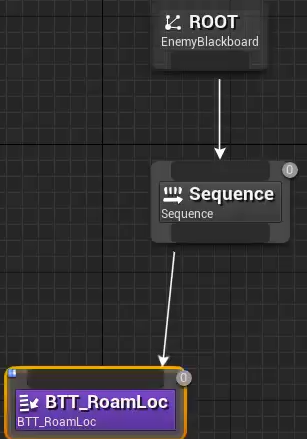 ROOT
EnemyBlackboard
0
Sequence
Sequence
0
BTT_RoamLoc
BTT_RoamLoc